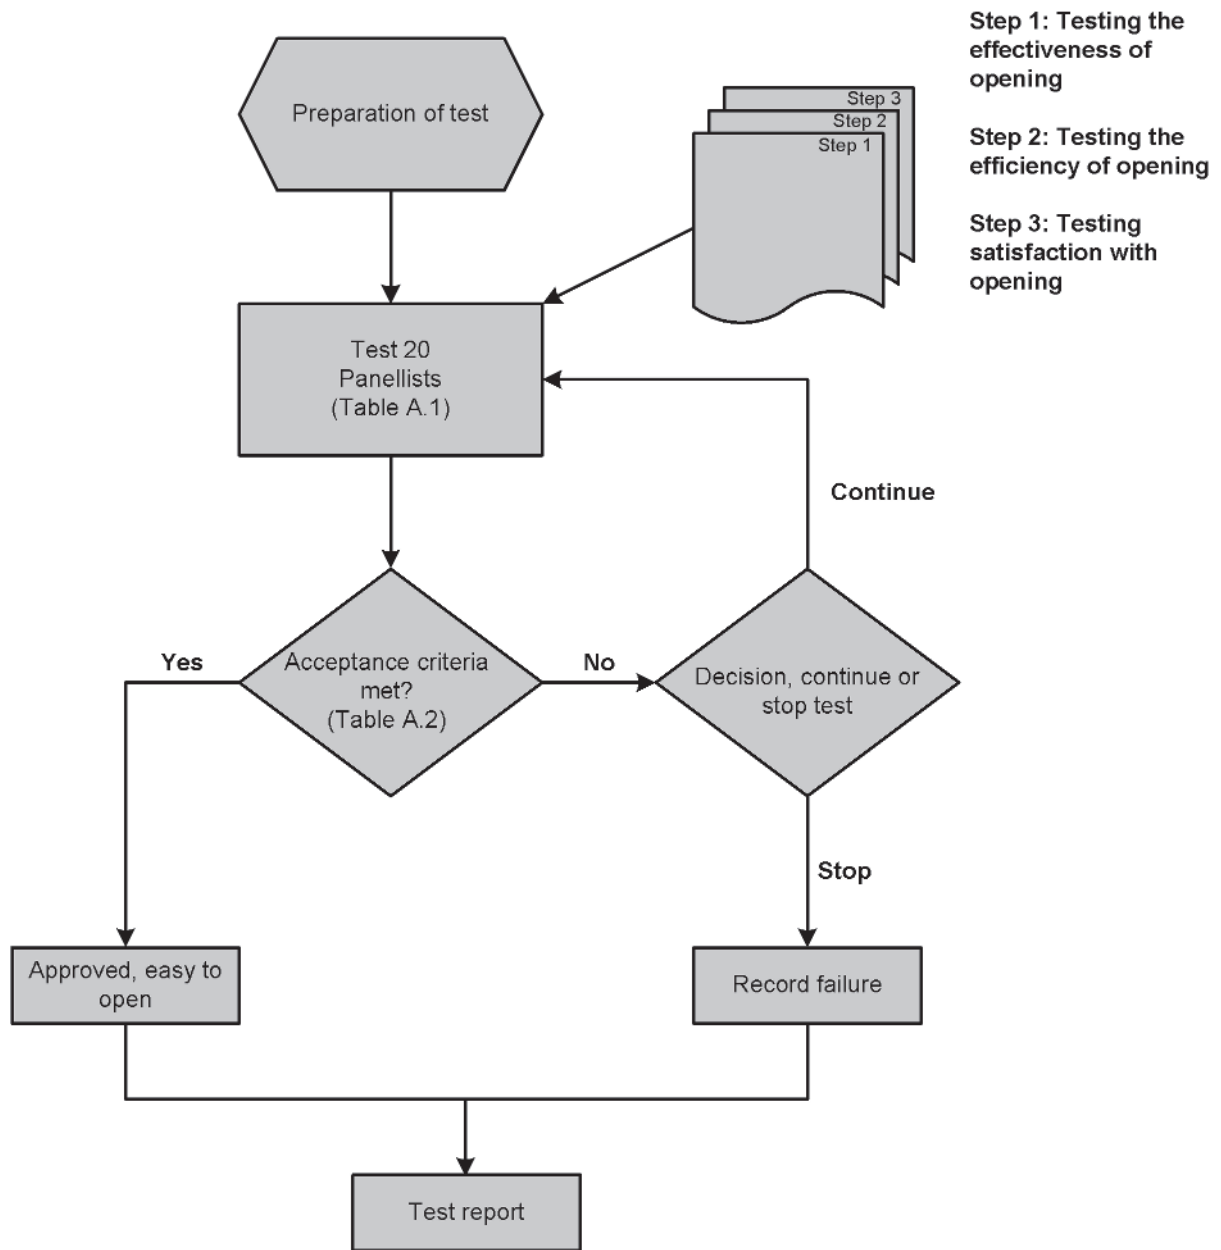 Step 1: Testing the
effectiveness of
opening
Step 2: Testing the
efficiency of opening
Step 3: Testing
satisfaction with
opening
Preparation of test
Step 3
Step 2
Step 1
Test 20
Panellists
(Table A.1)
Continue
Yes
Acceptance criteria
met?
(Table A.2)
No
Decision, continue or
stop test
Stop
Approved, easy to
open
Record failure
Test report